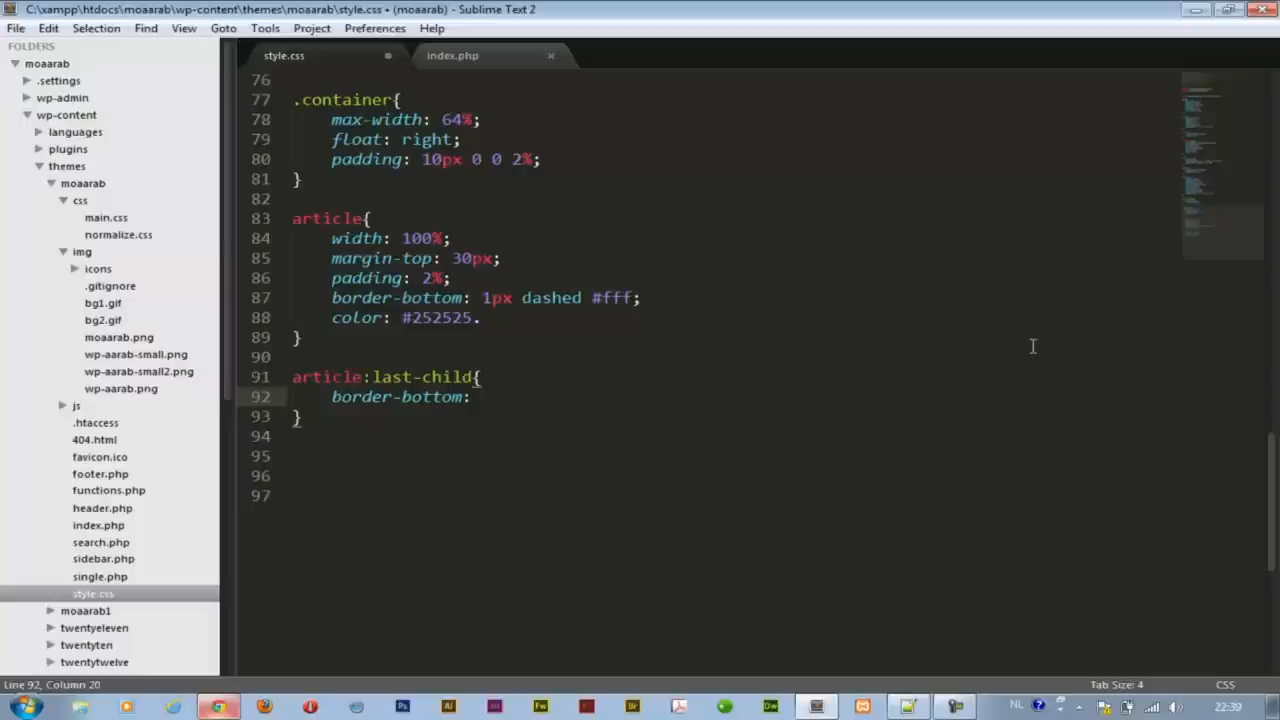 C:\xampp\htdocs\moaarab\wp-content\themes\moaarab\style.css • (moaarab) - Sublime Text 2
File Edit Selection Find View Goto Tools Project Preferences Help
FOLDERS
moaarab
.settings
wp-admin
wp-content
languages
plugins
themes
moaarab
css
main.css
normalize.css
img
icons
.gitignore
bg1.gif
bg2.gif
moaarab.png
wp-aarab-small.png
wp-aarab-small2.png
wp-aarab.png
js
.htaccess
404.html
favicon.ico
footer.php
functions.php
header.php
index.php
search.php
sidebar.php
single.php
style.css
moaarab1
twentyeleven
twentyten
twentytwelve
style.css index.php
76
77 .container{
78 max-width: 64%;
79 float: right;
80 padding: 10px 0 0 2%;
81 }
82
83 article{
84 width: 100%;
85 margin-top: 30px;
86 padding: 2%;
87 border-bottom: 1px dashed #fff;
88 color: #252525.
89 }
90
91 article:last-child{
92 border-bottom:
93 }
94
95
96
97
Line 92, Column 20 Tab Size: 4 CSS
Ps Ai Fw Br Dw NL 22:39